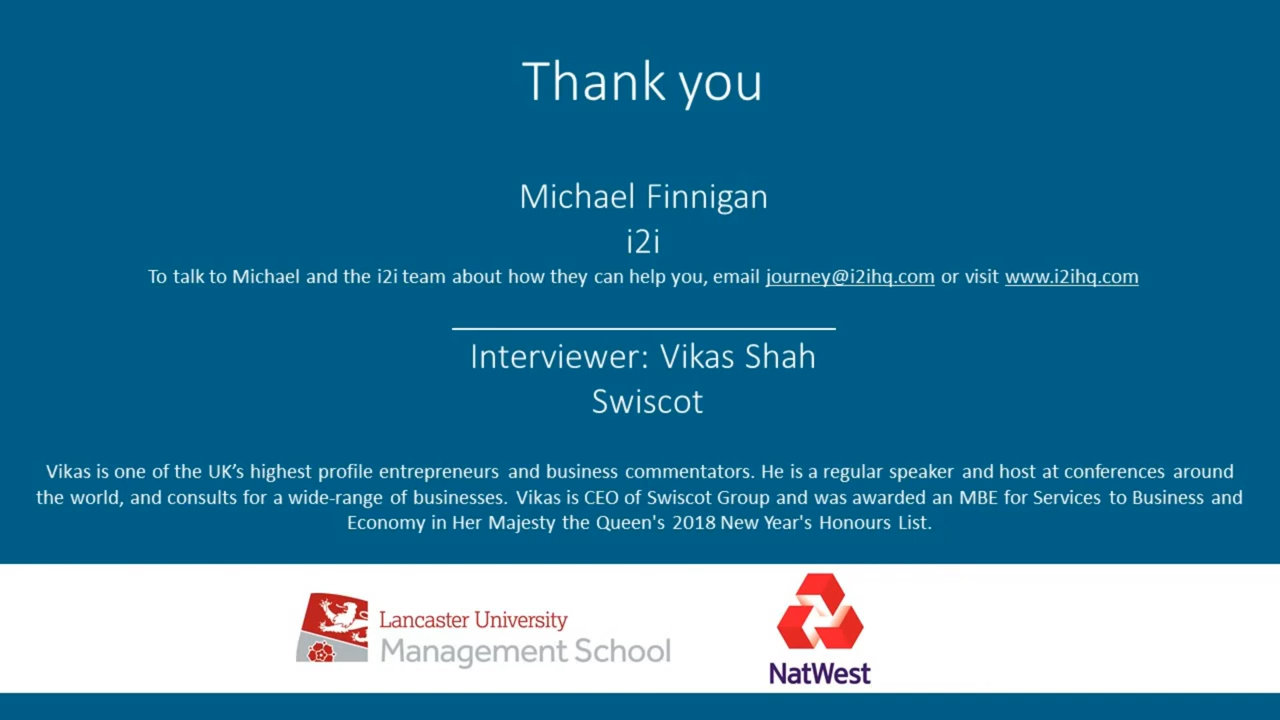 Thank you
Michael Finnigan
i2i
To talk to Michael and the i2i team about how they can help you, email journey@i2ihq.com or visit www.i2ihq.com
Interviewer: Vikas Shah
Swiscot
Vikas is one of the UK’s highest profile entrepreneurs and business commentators. He is a regular speaker and host at conferences around
the world, and consults for a wide-range of businesses. Vikas is CEO of Swiscot Group and was awarded an MBE for Services to Business and
Economy in Her Majesty the Queen's 2018 New Year's Honours List.
Lancaster University
Management School
NatWest